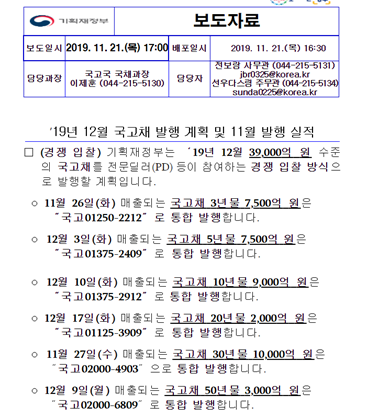 기획재정부
보도자료
보도일시 2019. 11. 21.(목) 17:00 배포일시 2019. 11. 21.(목) 16:30
담당과장 국고국 국채과장
이제훈 (044-215-5130)
담당자 전보람 사무관 (044-215-5131)
jbr0325@korea.kr
선우다스림 주무관 (044-215-5134)
sunda0225@korea.kr
'19년 12월 국고채 발행 계획 및 11월 발행 실적
□ (경쟁 입찰) 기획재정부는 '19년 12월 39,000억 원 수준
의 국고채를 전문딜러(PD) 등이 참여하는 경쟁 입찰 방식으
로 발행할 계획입니다.
○ 11월 26일(화) 매출되는 국고채 3년물 7,500억 원은
"국고01250-2212" 로 통합 발행합니다.
○ 12월 3일(화) 매출되는 국고채 5년물 7,500억 원은
"국고01375-2409" 로 통합 발행합니다.
○ 12월 10일(화) 매출되는 국고채 10년물 9,000억 원은
"국고01375-2912" 로 통합 발행합니다.
○ 12월 17일(화) 매출되는 국고채 20년물 2,000억 원은
"국고01125-3909" 로 통합 발행합니다.
○ 11월 27일(수) 매출되는 국고채 30년물 10,000억 원은
"국고02000-4903" 으로 통합 발행합니다.
○ 12월 9일(월) 매출되는 국고채 50년물 3,000억 원은
"국고02000-6809" 로 통합 발행합니다.